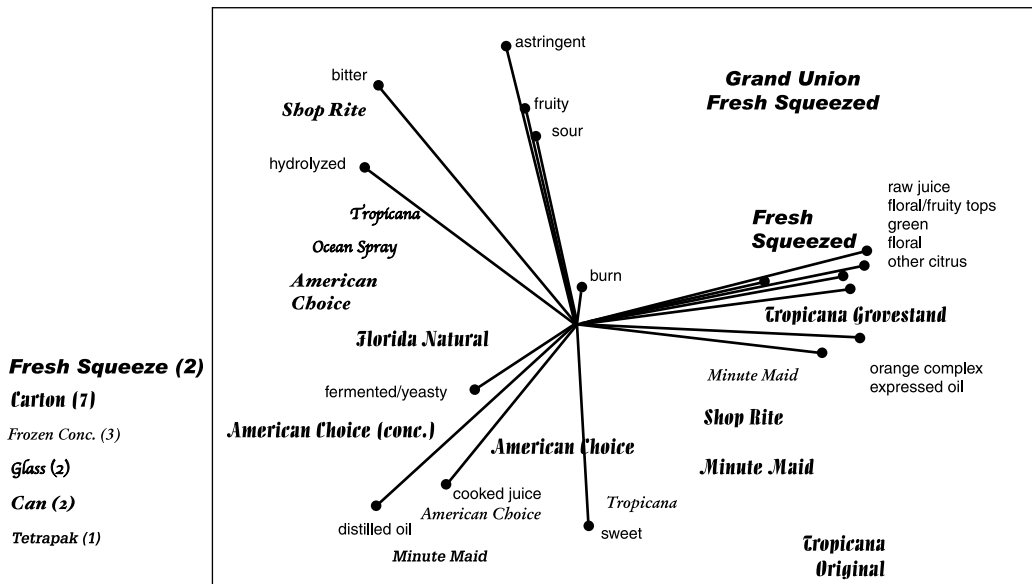 astringent
bitter
Grand Union
Fresh Squeezed
Shop Rite
fruity
sour
hydrolyzed
raw juice
floral/fruity tops
green
floral
other citrus
Tropicana
Fresh
Squeezed
Ocean Spray
American
Choice
burn
Tropicana Grovestand
Florida Natural
orange complex
expressed oil
Minute Maid
fermented/yeasty
Shop Rite
American Choice (conc.)
American Choice
Minute Maid
cooked juice
American Choice
Tropicana
distilled oil
sweet
Minute Maid
Tropicana
Original
Fresh Squeeze (2)
Carton (7)
Frozen Conc. (3)
Glass (2)
Can (2)
Tetrapak (1)